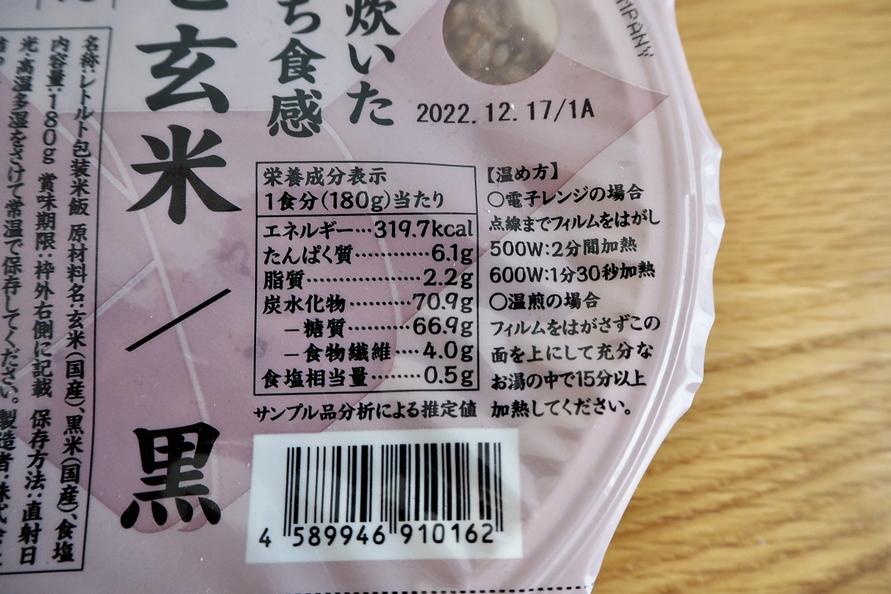 炊いた
ち食感
玄米／黒
2022.12.17/1A
MPANY
栄養成分表示
1食分(180g)当たり
エネルギー…319.7kcal
たんぱく質…………6.1g
脂質………………2.2g
炭水化物………70.9g
－糖質………66.9g
－食物繊維…4.0g
食塩相当量………0.5g
サンプル品分析による推定値
【温め方】
○電子レンジの場合
点線までフィルムをはがし
500W:2分間加熱
600W:1分30秒加熱
○温煎の場合
フィルムをはがさずこの
面を上にして充分な
お湯の中で15分以上
加熱してください。
名称:レトルト包装米飯 原材料名:玄米(国産)、黒米(国産)、食塩
内容量:180g 賞味期限:枠外右側に記載 保存方法:直射日
光、高温多湿をさけて常温で保存してください。製造者:株式会
4 589946 910162